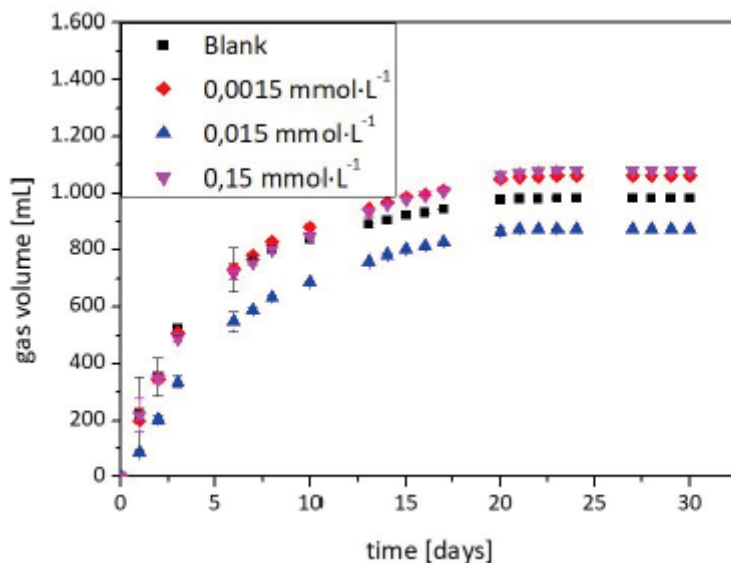 1.600
1.400
1.200
1.000
800
600
400
200
0
gas volume [mL]
Blank
0,0015 mmol·L⁻¹
0,015 mmol·L⁻¹
0,15 mmol·L⁻¹
0 5 10 15 20 25 30
time [days]